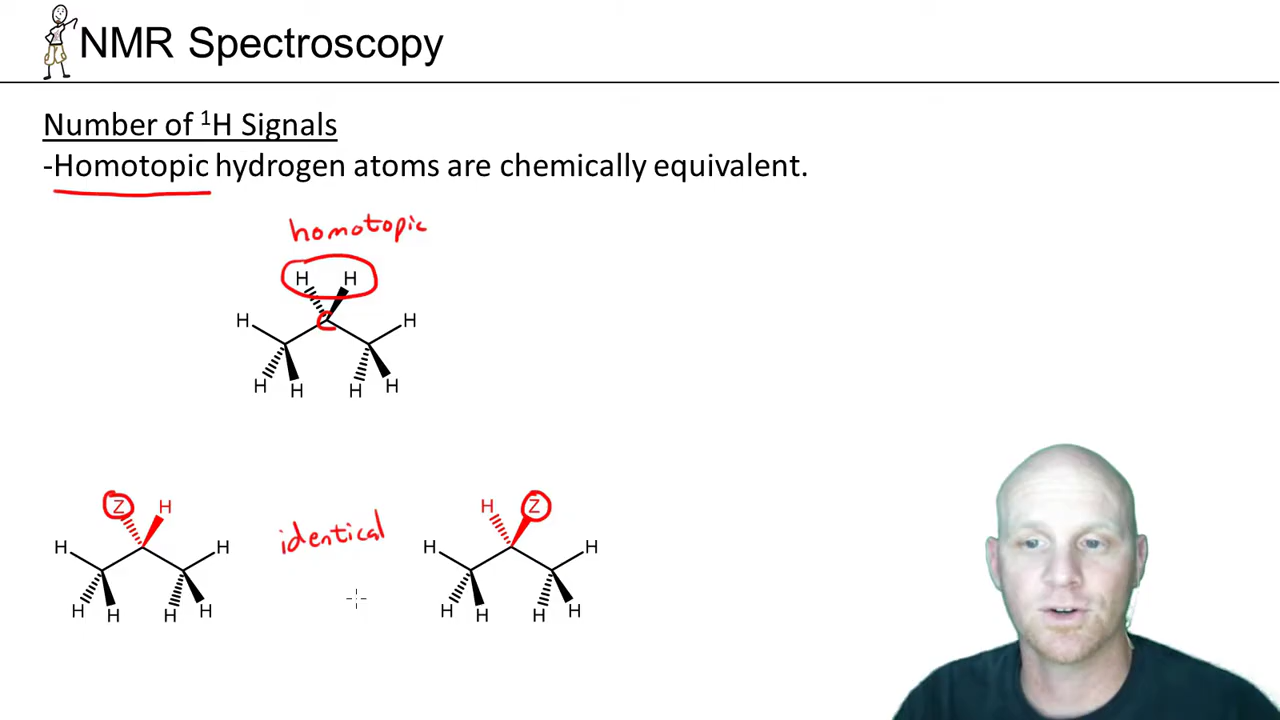 NMR Spectroscopy
Number of ¹H Signals
-Homotopic hydrogen atoms are chemically equivalent.
homotopic
H H
C
H H
H H H H
Z H
H H
H H H H
identical
H Z
H H
H H H H